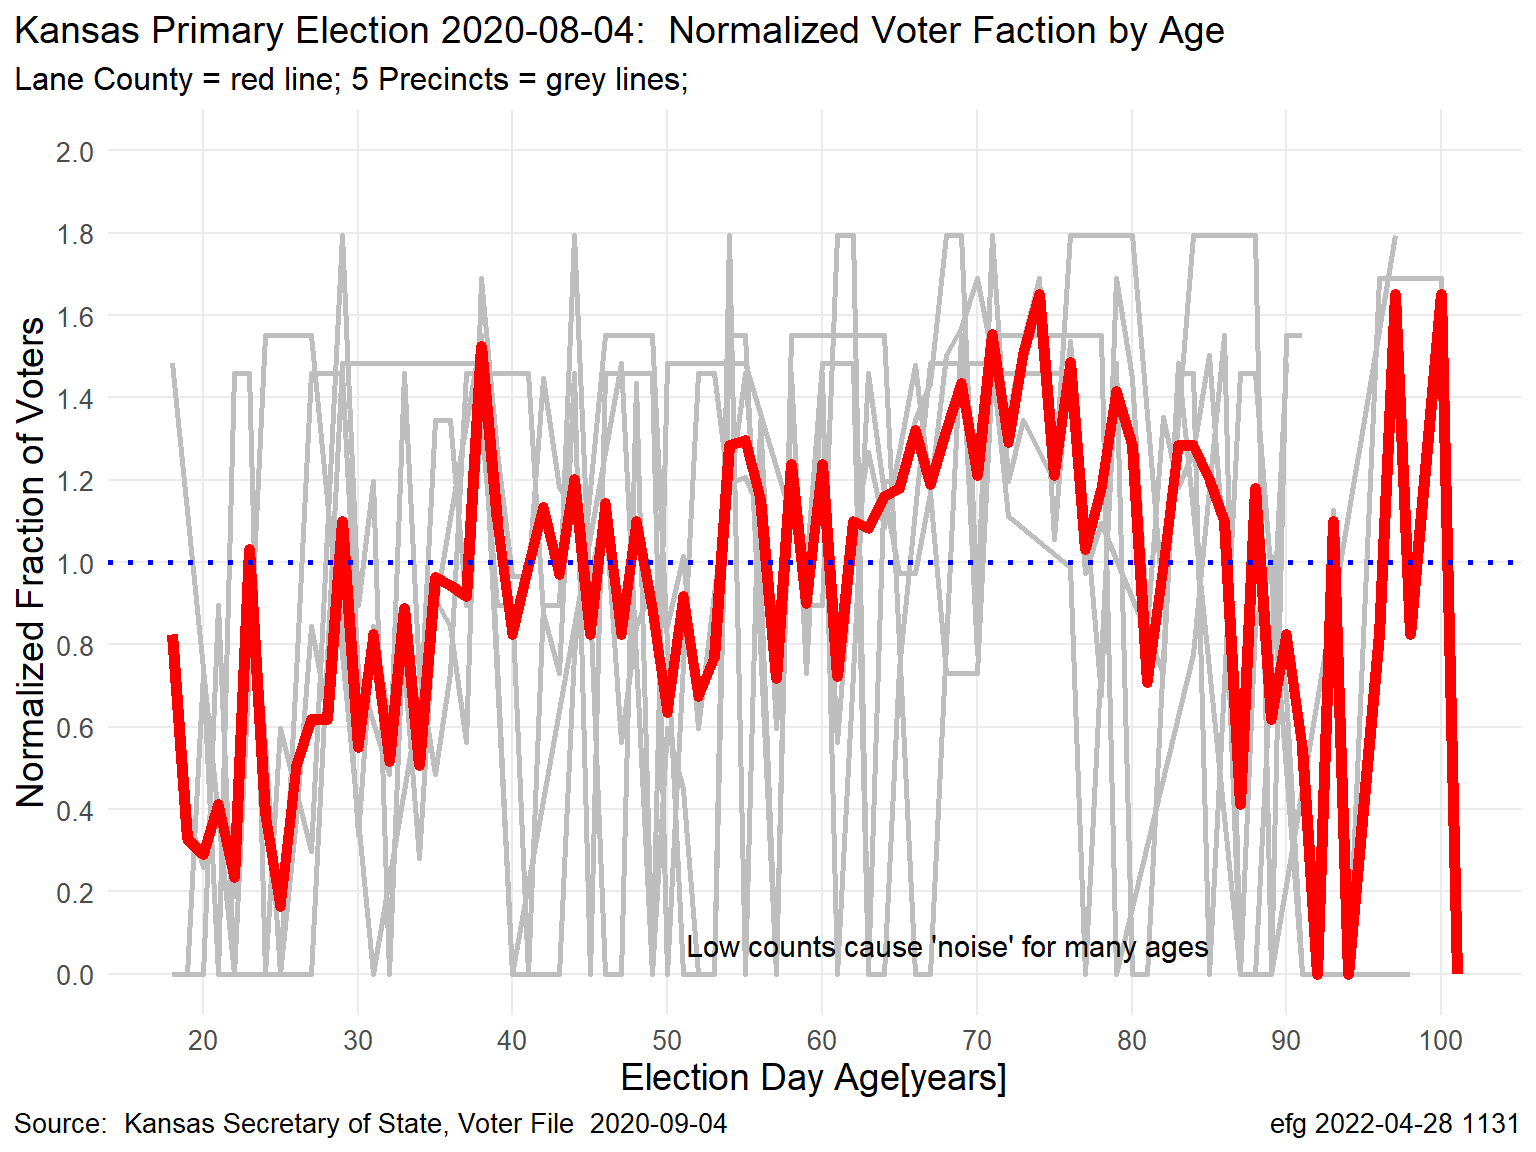 Kansas Primary Election 2020-08-04:  Normalized Voter Faction by Age
Lane County = red line; 5 Precincts = grey lines;
Normalized Fraction of Voters
2.0
1.8
1.6
1.4
1.2
1.0
0.8
0.6
0.4
0.2
0.0
Low counts cause 'noise' for many ages
20 30 40 50 60 70 80 90 100
Election Day Age[years]
Source:  Kansas Secretary of State, Voter File  2020-09-04
efg 2022-04-28 1131